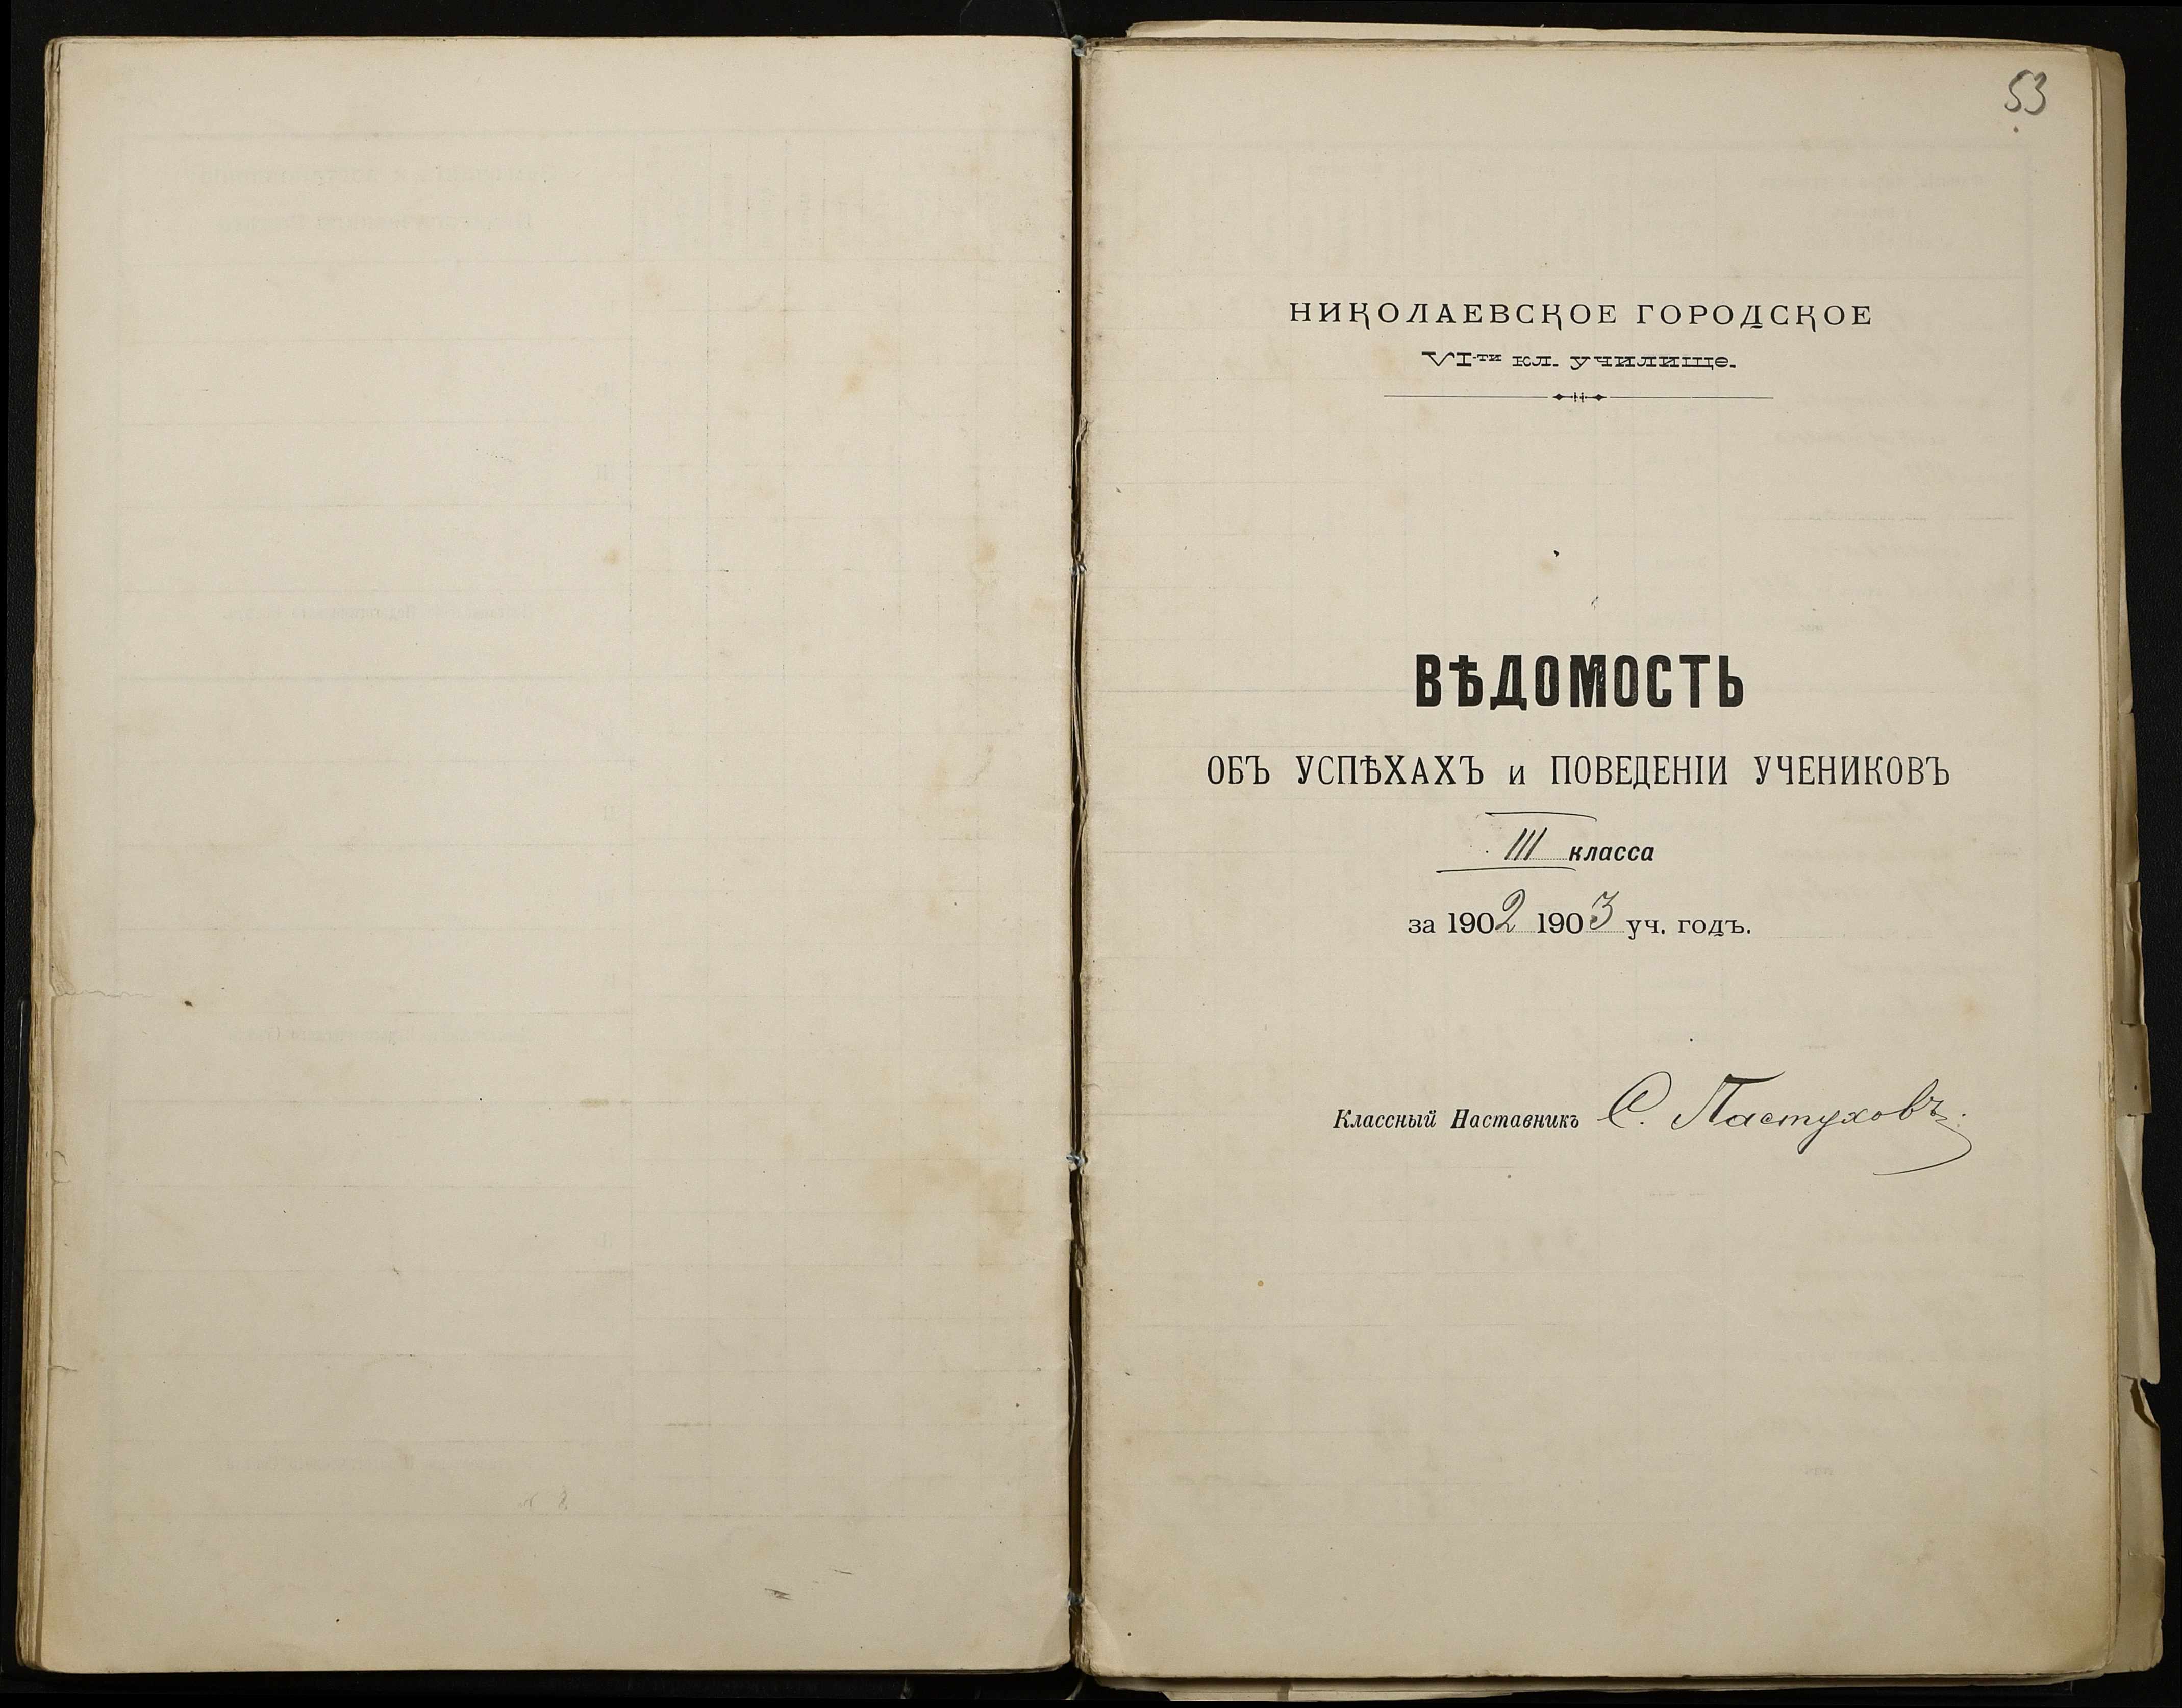 53
НИКОЛАЕВСКОЕ ГОРОДСКОЕ
VI-ти кл. училище.
ВѢДОМОСТЬ
ОБЪ УСПѢХАХЪ и ПОВЕДЕНІИ УЧЕНИКОВЪ
III класса
за 1902 1903 уч. годъ.
Классный Наставникъ С. Пастуховъ.